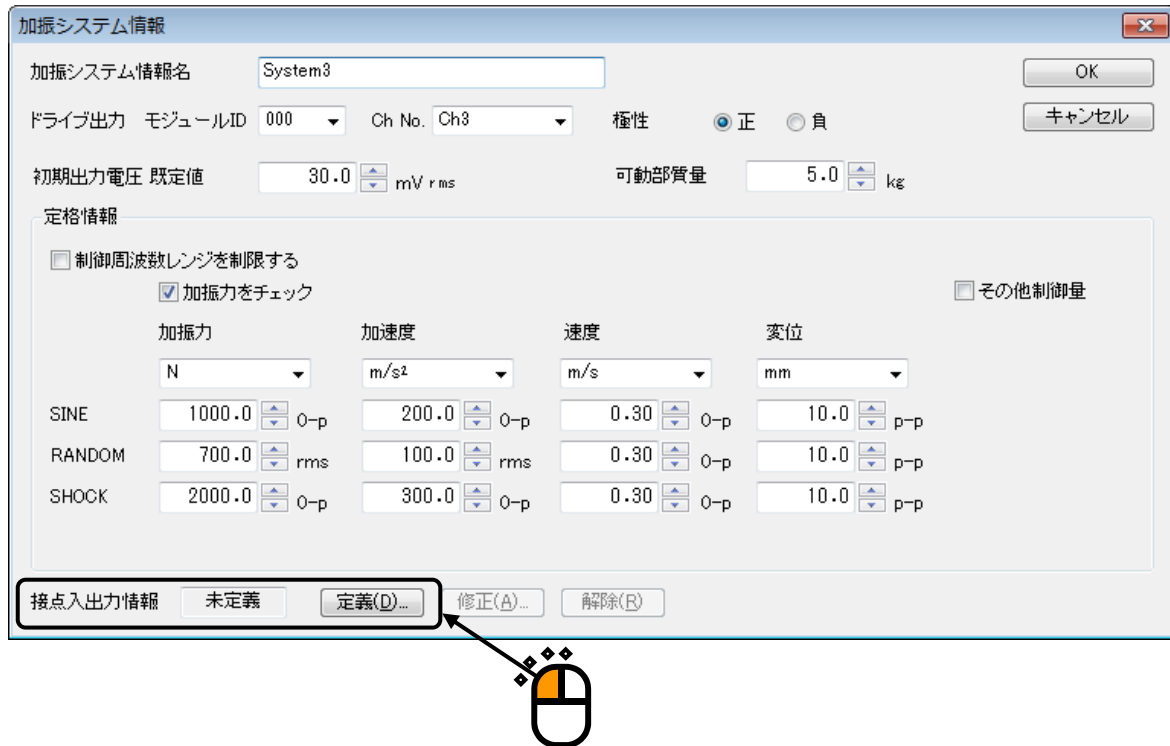 加振システム情報
加振システム情報名 System3 OK
ドライブ出力 モジュールID 000 Ch No. Ch3 極性 正 負 キャンセル
初期出力電圧 既定値 30.0 mV rms 可動部質量 5.0 kg
定格情報
制御周波数レンジを制限する
加振力をチェック その他制御量
加振力 加速度 速度 変位
N m/s² m/s mm
SINE 1000.0 0-p 200.0 0-p 0.30 0-p 10.0 p-p
RANDOM 700.0 rms 100.0 rms 0.30 0-p 10.0 p-p
SHOCK 2000.0 0-p 300.0 0-p 0.30 0-p 10.0 p-p
接点入出力情報 未定義 定義(D)... 修正(A)... 解除(R)